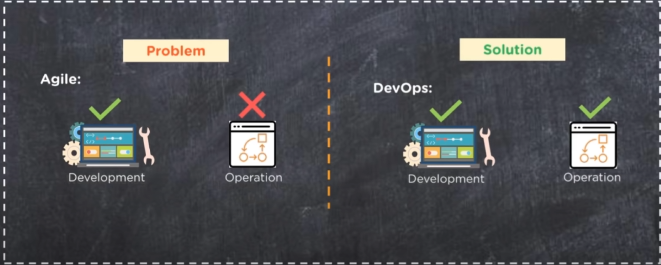 Problem
Agile:
Development
Operation
Solution
DevOps:
Development
Operation